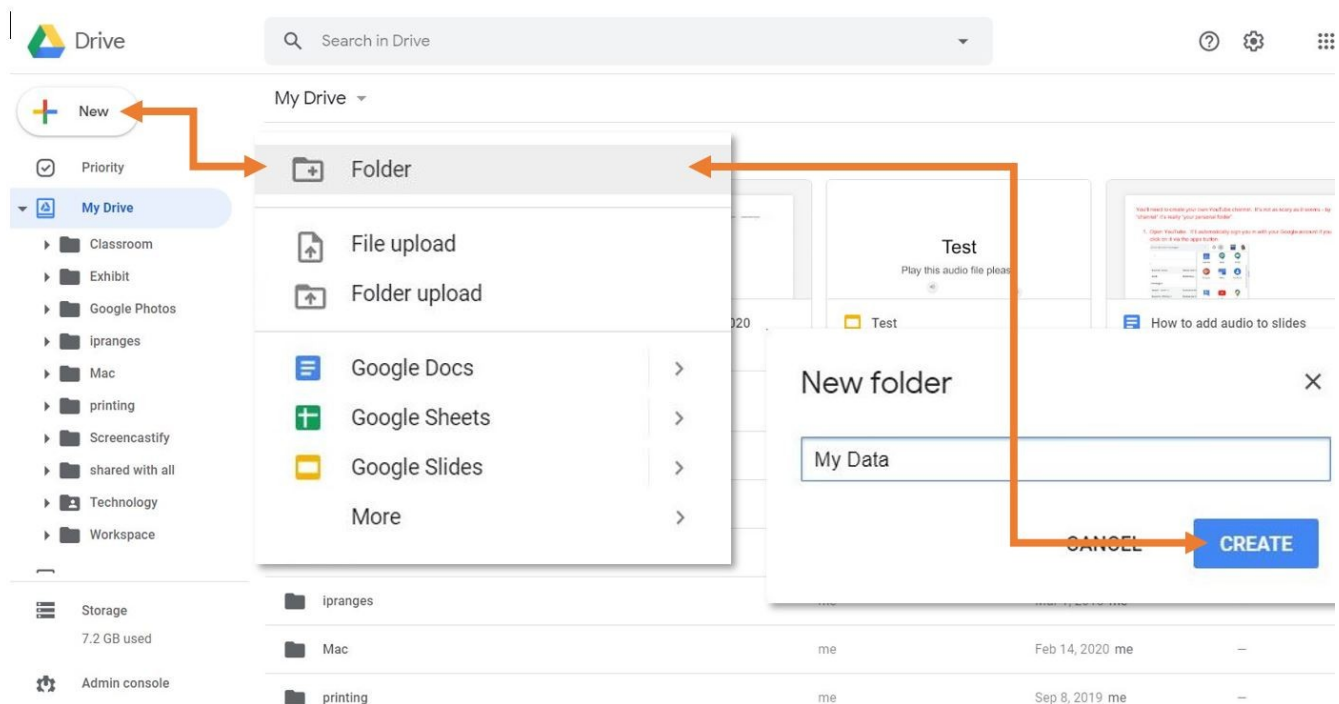 Drive
Search in Drive
New
My Drive
Priority
My Drive
Classroom
Exhibit
Google Photos
ipranges
Mac
printing
Screencastify
shared with all
Technology
Workspace
Storage
7.2 GB used
Admin console
Folder
File upload
Folder upload
Google Docs
Google Sheets
Google Slides
More
Test
Play this audio file pleas
020
Test
How to add audio to slides
New folder
My Data
CANCEL
CREATE
ipranges
Mac me Feb 14, 2020 me –
printing me Sep 8, 2019 me –